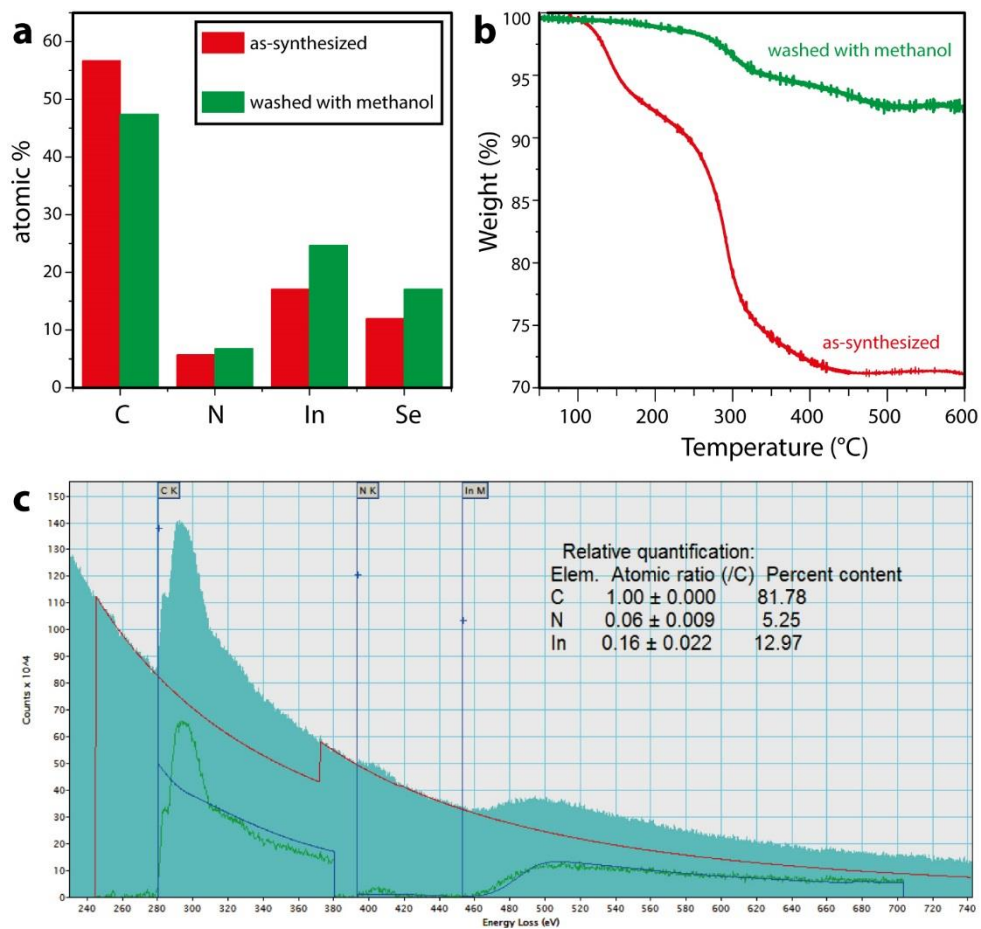 a
as-synthesized
washed with methanol
atomic %
60
50
40
30
20
10
0
C N In Se
b
washed with methanol
as-synthesized
Weight (%)
100
95
90
85
80
75
70
100 200 300 400 500 600
Temperature (°C)
c
C K N K In M
Relative quantification:
Elem. Atomic ratio (/C) Percent content
C 1.00 ± 0.000 81.78
N 0.06 ± 0.009 5.25
In 0.16 ± 0.022 12.97
Counts x 10^4
150
140
130
120
110
100
90
80
70
60
50
40
30
20
10
0
240 260 280 300 320 340 360 380 400 420 440 460 480 500 520 540 560 580 600 620 640 660 680 700 720 740
Energy Loss (eV)